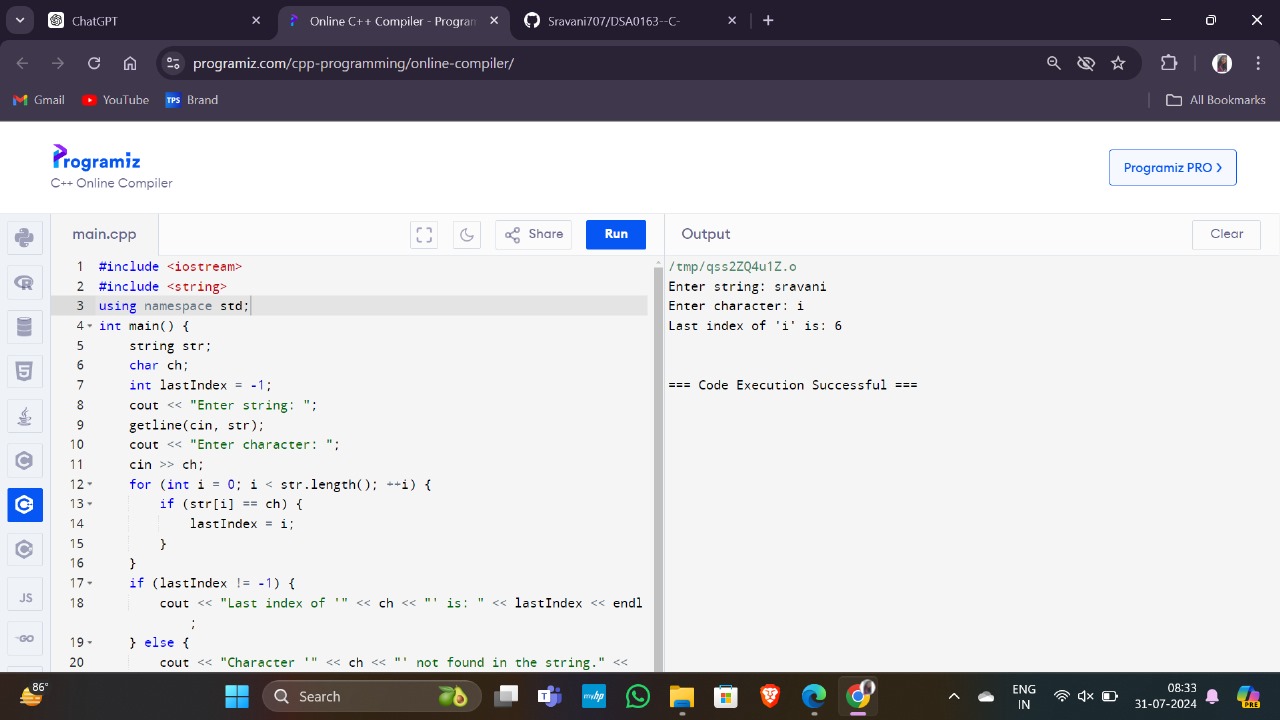 ChatGPT
Online C++ Compiler - Program
Sravani707/DSA0163--C-
programiz.com/cpp-programming/online-compiler/
Gmail YouTube TPS Brand All Bookmarks
Programiz
C++ Online Compiler
Programiz PRO >
main.cpp
Share
Run
Output
Clear
1 #include <iostream>
2 #include <string>
3 using namespace std;
4 int main() {
5 string str;
6 char ch;
7 int lastIndex = -1;
8 cout << "Enter string: ";
9 getline(cin, str);
10 cout << "Enter character: ";
11 cin >> ch;
12 for (int i = 0; i < str.length(); ++i) {
13 if (str[i] == ch) {
14 lastIndex = i;
15 }
16 }
17 if (lastIndex != -1) {
18 cout << "Last index of '" << ch << "' is: " << lastIndex << endl
;
19 } else {
20 cout << "Character '" << ch << "' not found in the string." <<
/tmp/qss2ZQ4u1Z.o
Enter string: sravani
Enter character: i
Last index of 'i' is: 6
=== Code Execution Successful ===
JS
GO
86°
Search
myhp
ENG
IN
08:33
31-07-2024
PRE